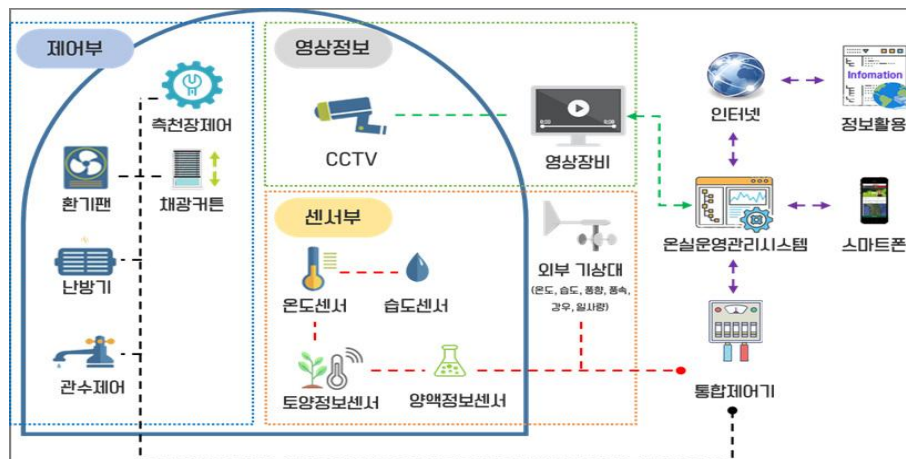 제어부
측천장제어
환기팬
채광커튼
난방기
관수제어
영상정보
CCTV
영상장비
센서부
온도센서
습도센서
토양정보센서
양액정보센서
외부 기상대
(온도, 습도, 풍향, 풍속,
강우, 일사량)
인터넷
Infomation
정보활용
온실운영관리시스템
스마트폰
통합제어기